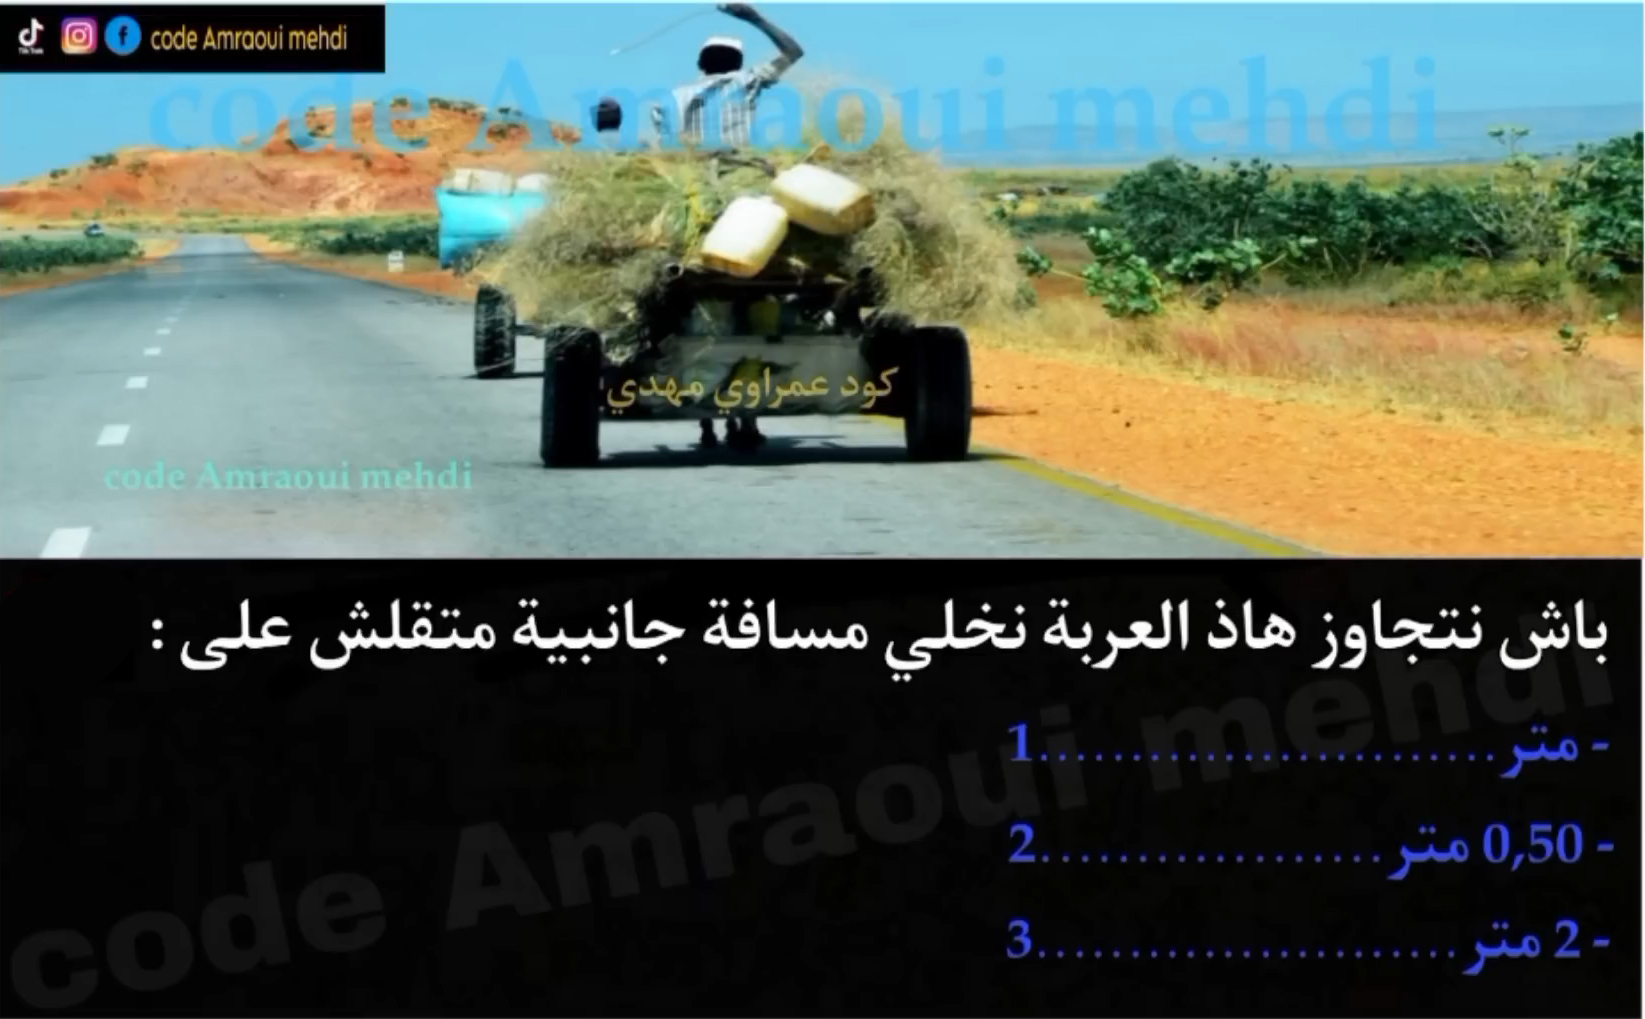 code Amraoui mehdi
code Amraoui mehdi
كود عمراوي مهدي
code Amraoui mehdi
باش نتجاوز هاذ العربة نخلي مسافة جانبية متقلش على :
- متر.........................1
- 0,50 متر...................2
- 2 متر.......................3
code Amraoui mehdi